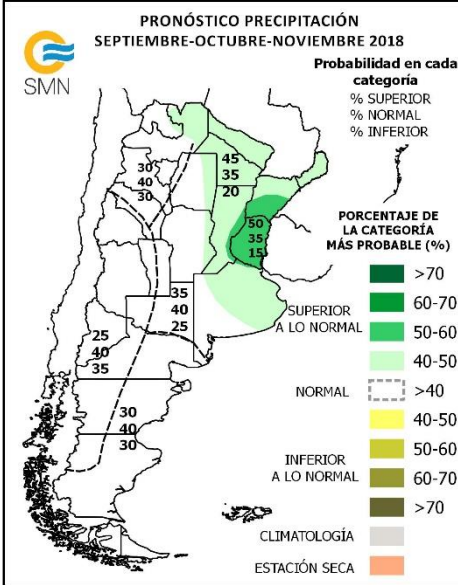 PRONÓSTICO PRECIPITACIÓN
SEPTIEMBRE-OCTUBRE-NOVIEMBRE 2018
SMN
Probabilidad en cada
categoría
% SUPERIOR
% NORMAL
% INFERIOR
30
40
30
45
35
20
50
35
15
35
40
25
25
40
35
30
40
30
PORCENTAJE DE
LA CATEGORÍA
MÁS PROBABLE (%)
>70
60-70
SUPERIOR
A LO NORMAL
50-60
40-50
NORMAL
>40
40-50
50-60
INFERIOR
A LO NORMAL
60-70
>70
CLIMATOLOGÍA
ESTACIÓN SECA